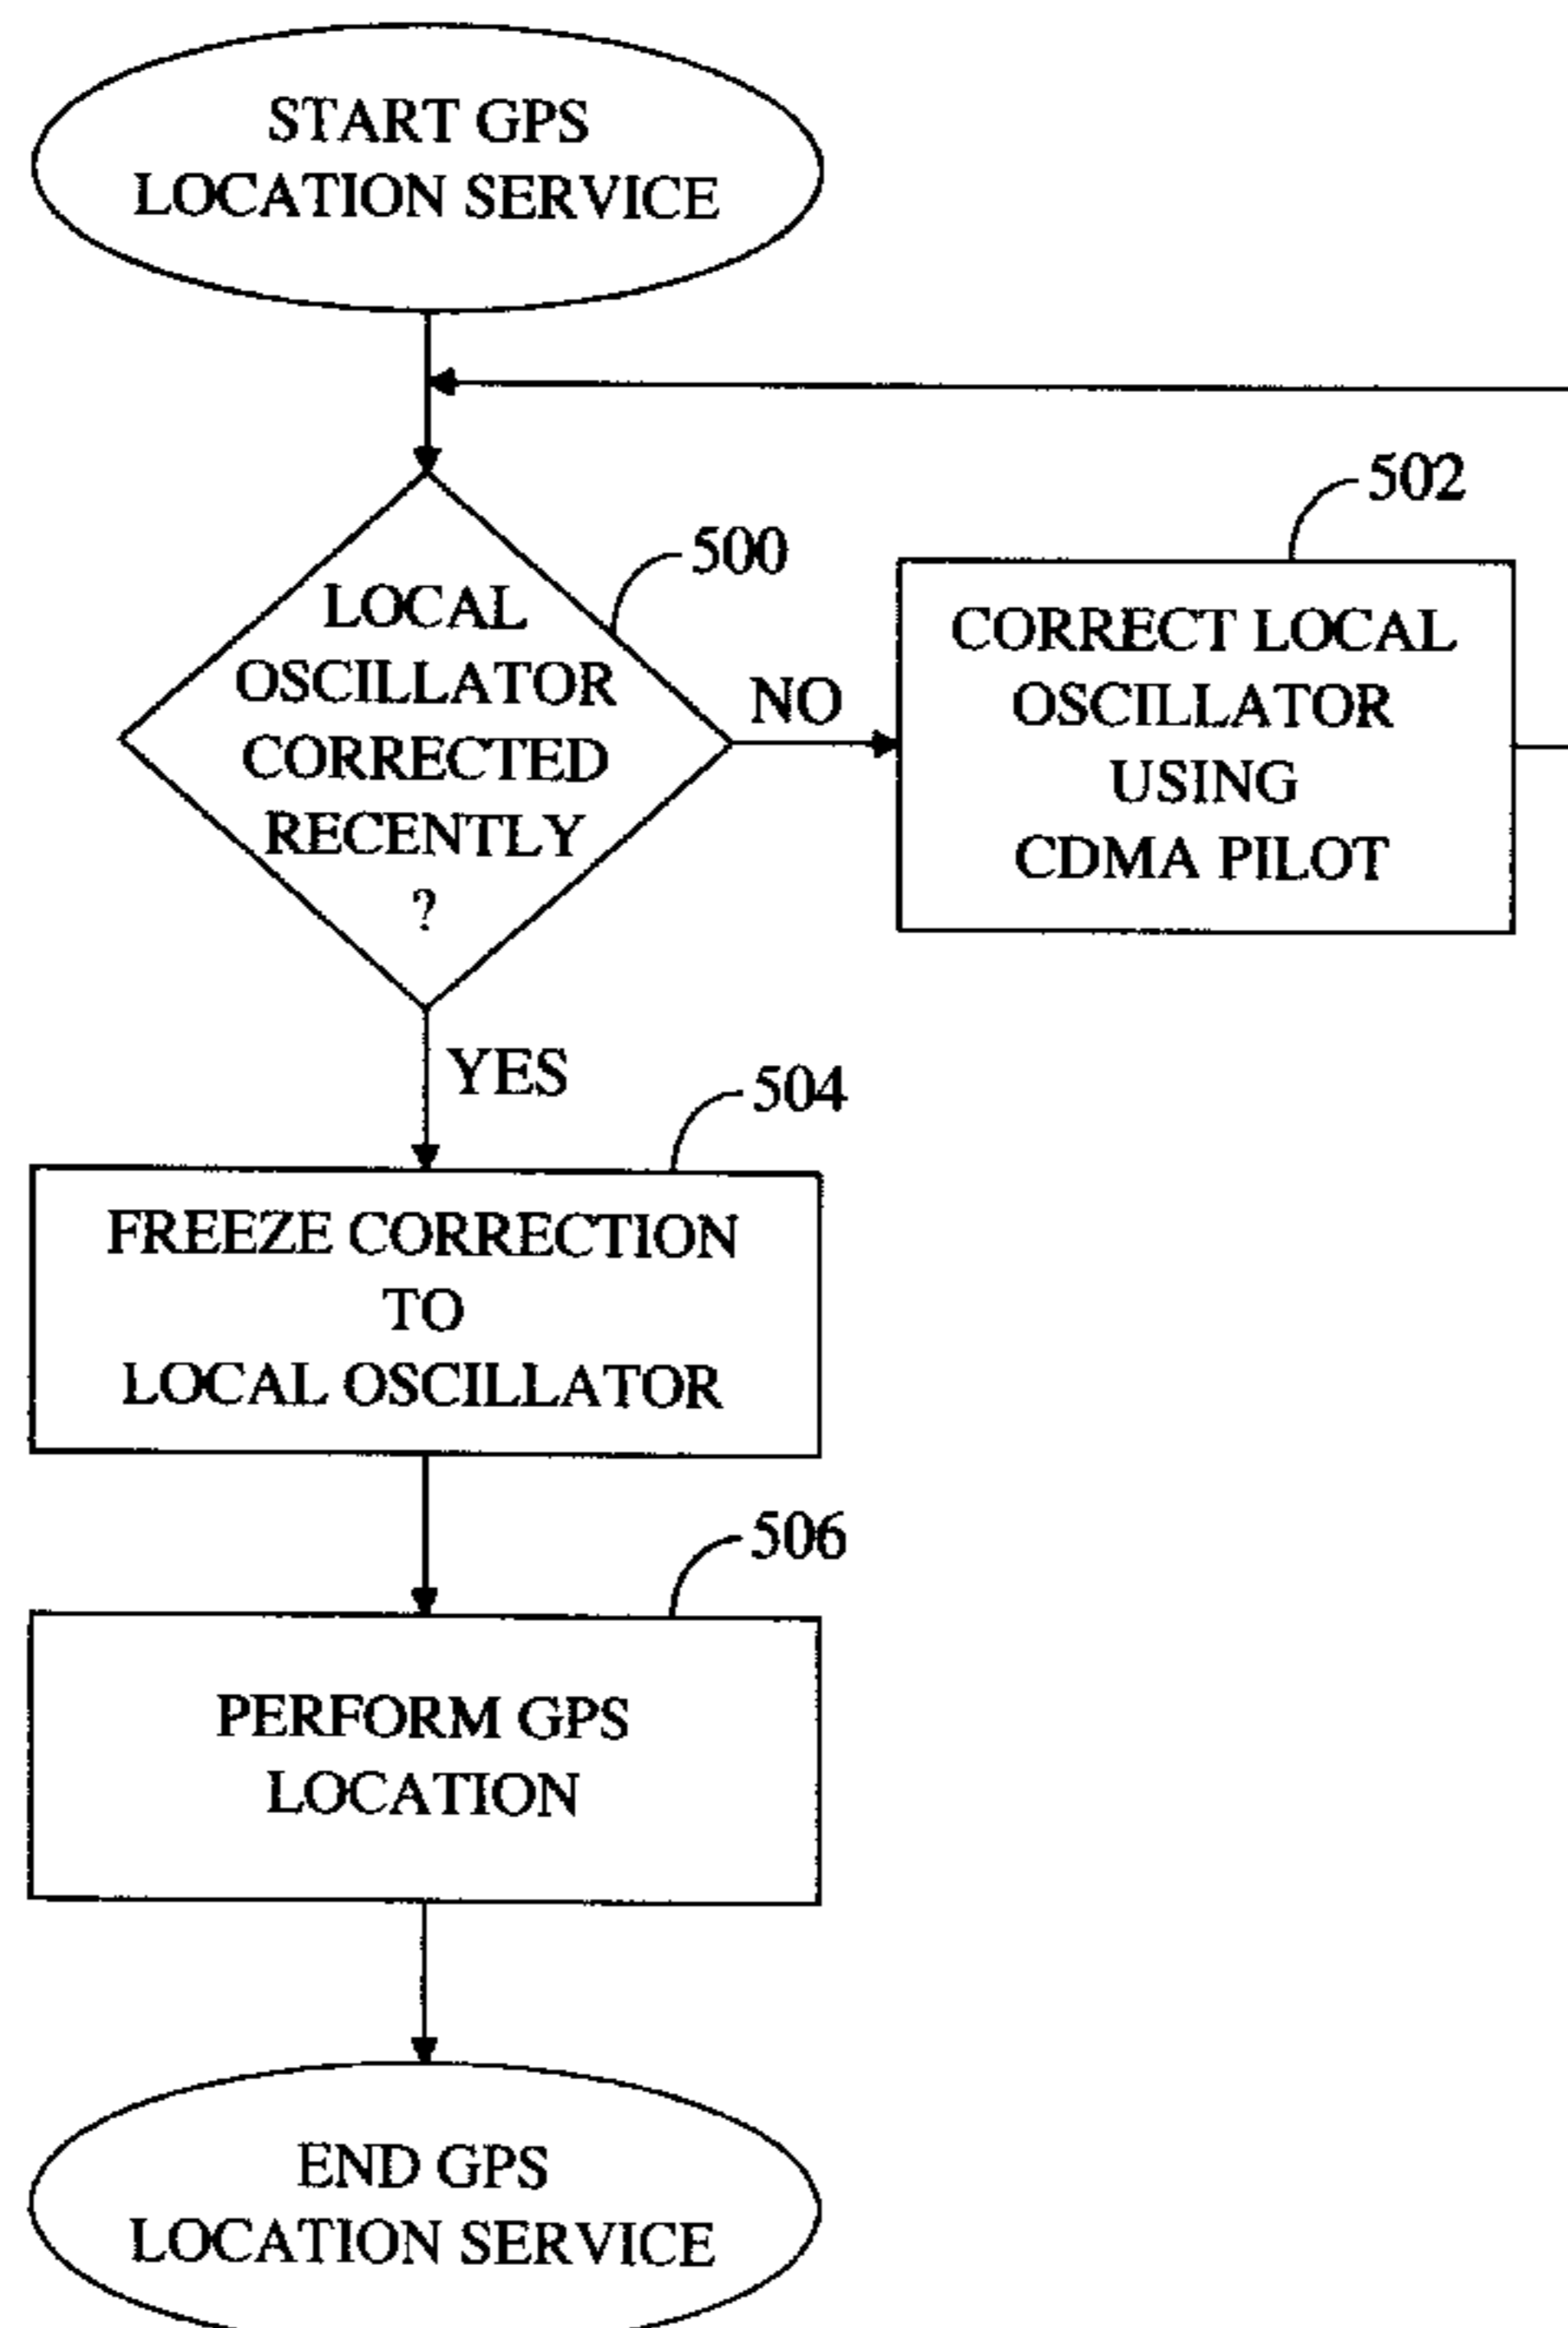 START GPS
LOCATION SERVICE
500
LOCAL
OSCILLATOR
CORRECTED
RECENTLY
?
NO
502
CORRECT LOCAL
OSCILLATOR
USING
CDMA PILOT
YES
504
FREEZE CORRECTION
TO
LOCAL OSCILLATOR
506
PERFORM GPS
LOCATION
END GPS
LOCATION SERVICE